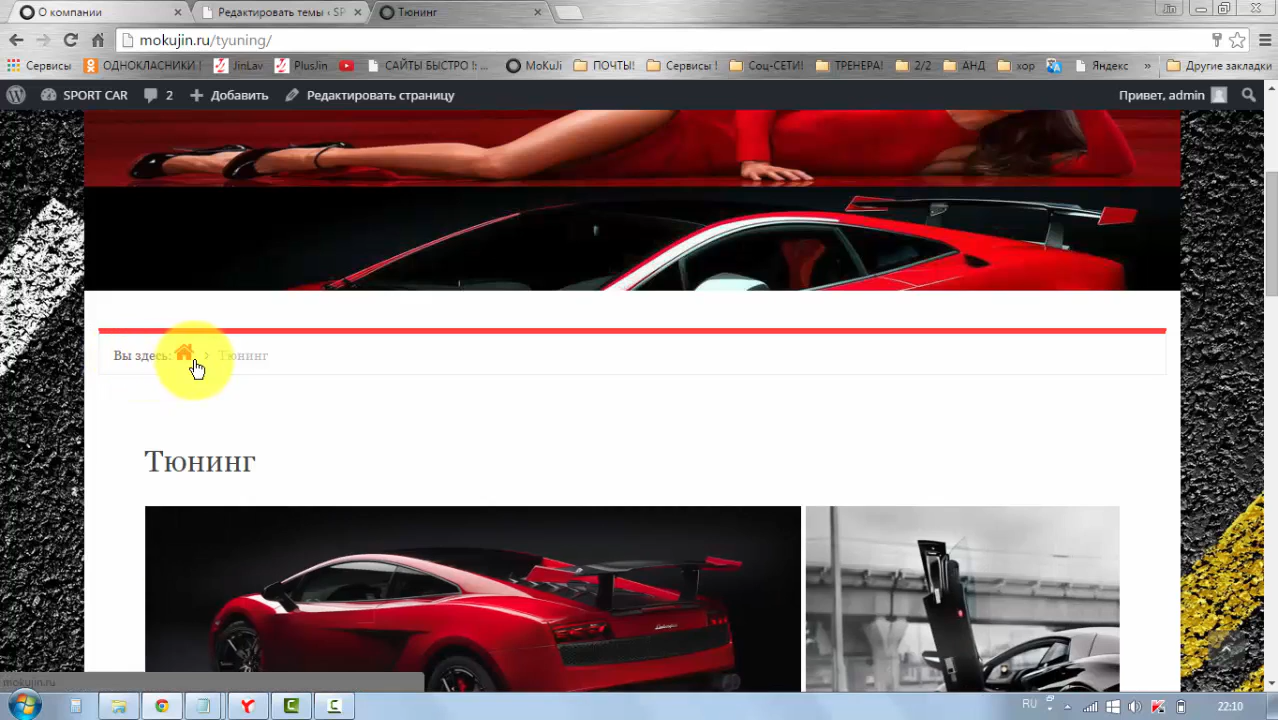 О компании
Редактировать темы ‹ SP
Тюнинг
Jin
mokujin.ru/tyuning/
Сервисы
ОДНОКЛАСНИКИ
JinLav
PlusJin
САЙТЫ БЫСТРО !: ...
MoKuJi
ПОЧТЫ!
Сервисы !
Соц-СЕТИ!
ТРЕНЕРА!
2/2
АНД
хор
Яндекс
»
Другие закладки
SPORT CAR
2
Добавить
Редактировать страницу
Привет, admin
Вы здесь: > Тюнинг
Тюнинг
mokujin.ru
RU
22:10